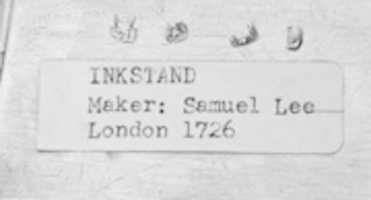 INKSTAND
Maker: Samuel Lee
London 1726